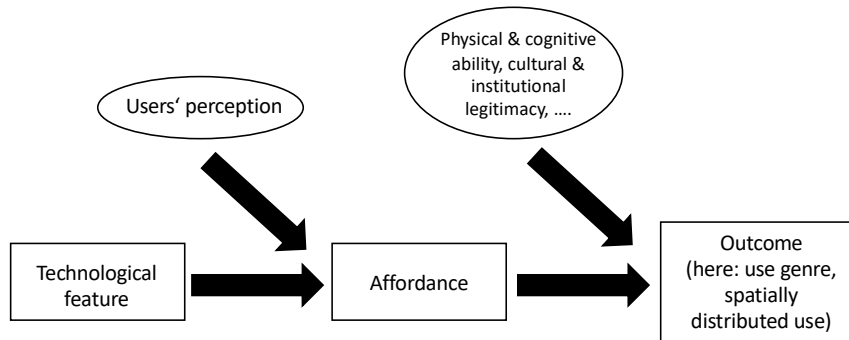 Physical & cognitive
ability, cultural &
institutional
legitimacy, ....
Users‘ perception
Technological
feature
Affordance
Outcome
(here: use genre,
spatially
distributed use)